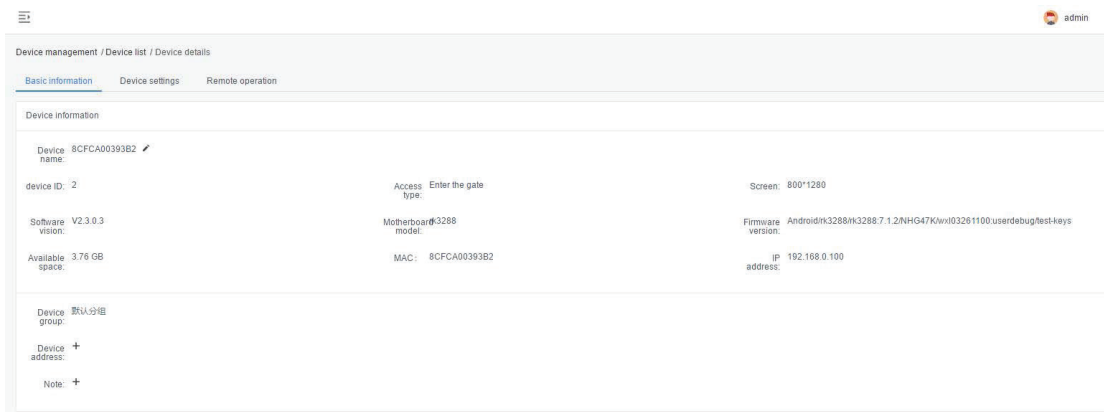 admin
Device management / Device list / Device details
Basic information Device settings Remote operation
Device information
Device name: 8CFCA00393B2
device ID: 2 Access type: Enter the gate Screen: 800*1280
Software vision: V2.3.0.3 Motherboard model: rk3288 Firmware version: Android/rk3288/rk3288:7.1.2/NHG47K/wxl03261100:userdebug/test-keys
Available space: 3.76 GB MAC: 8CFCA00393B2 IP address: 192.168.0.100
Device group: 默认分组
Device address: +
Note: +